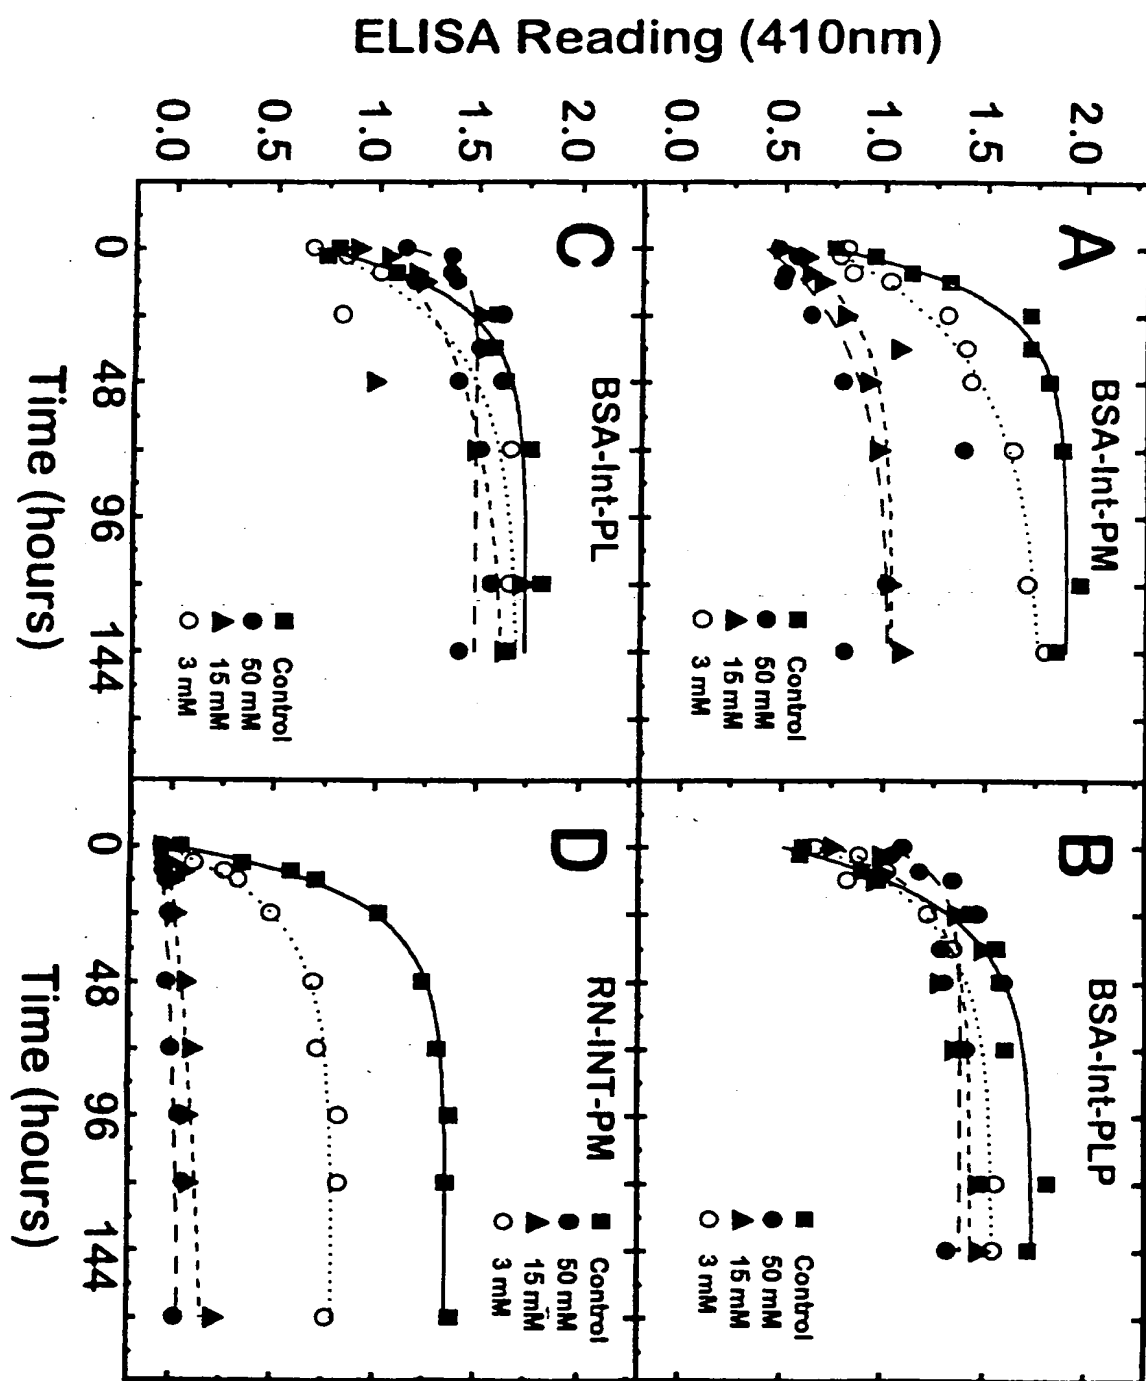 ELISA Reading (410nm)
2.0
1.5
1.0
0.5
0.0
2.0
1.5
1.0
0.5
0.0
A
BSA-Int-PM
Control
50 mM
15 mM
3 mM
B
BSA-Int-PLP
Control
50 mM
15 mM
3 mM
C
BSA-Int-PL
Control
50 mM
15 mM
3 mM
D
RN-INT-PM
Control
50 mM
15 mM
3 mM
0 48 96 144
0 48 96 144
Time (hours)
Time (hours)